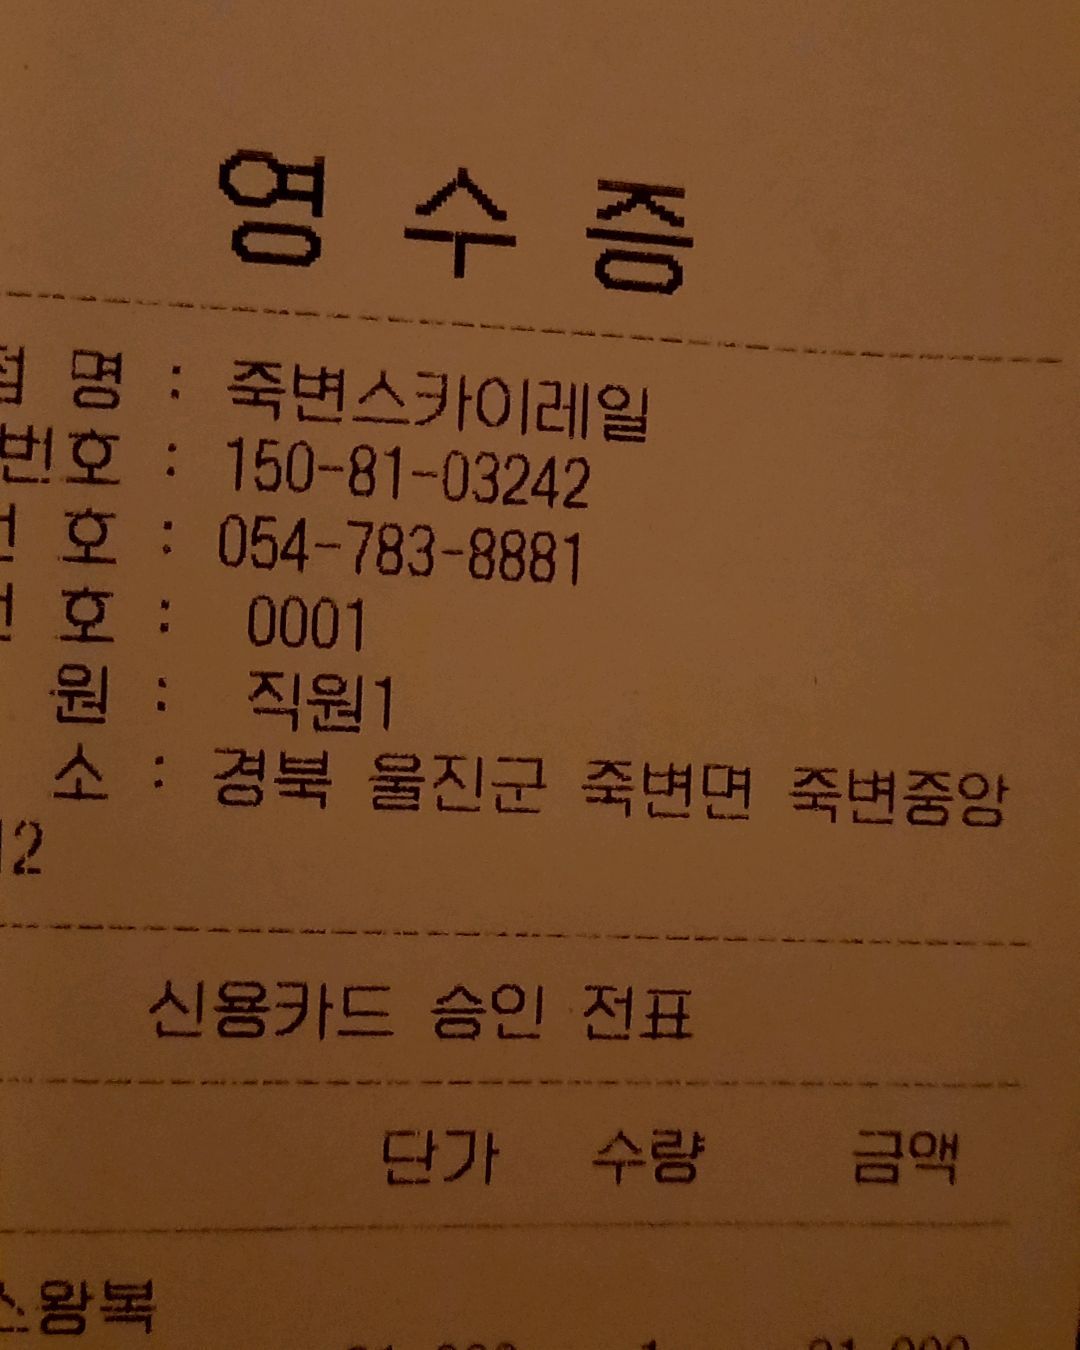 영수증
명 : 죽변스카이레일
번호 : 150-81-03242
호 : 054-783-8881
호 : 0001
원 : 직원1
소 : 경북 울진군 죽변면 죽변중앙
12
신용카드 승인 전표
단가 수량 금액
스왕복